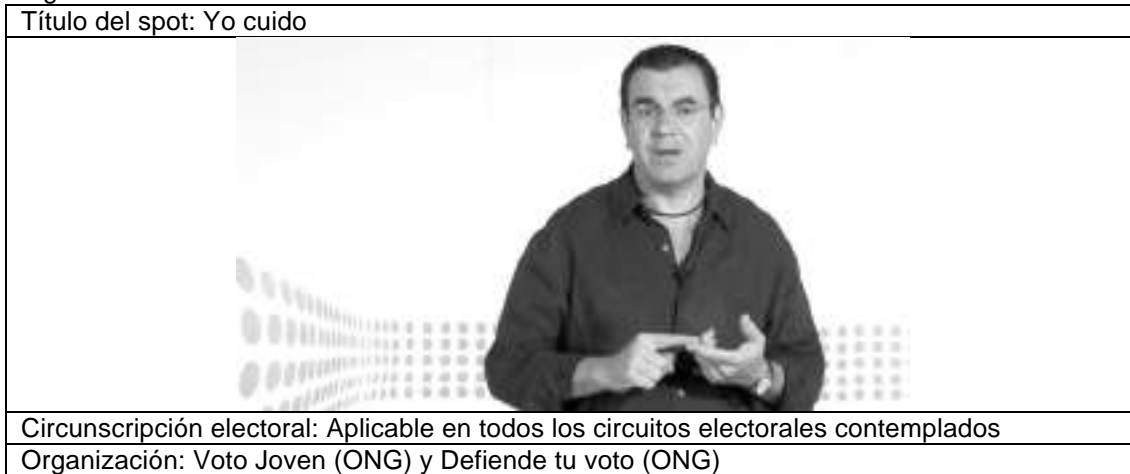 Título del spot: Yo cuido
Circunscripción electoral: Aplicable en todos los circuitos electorales contemplados
Organización: Voto Joven (ONG) y Defiende tu voto (ONG)